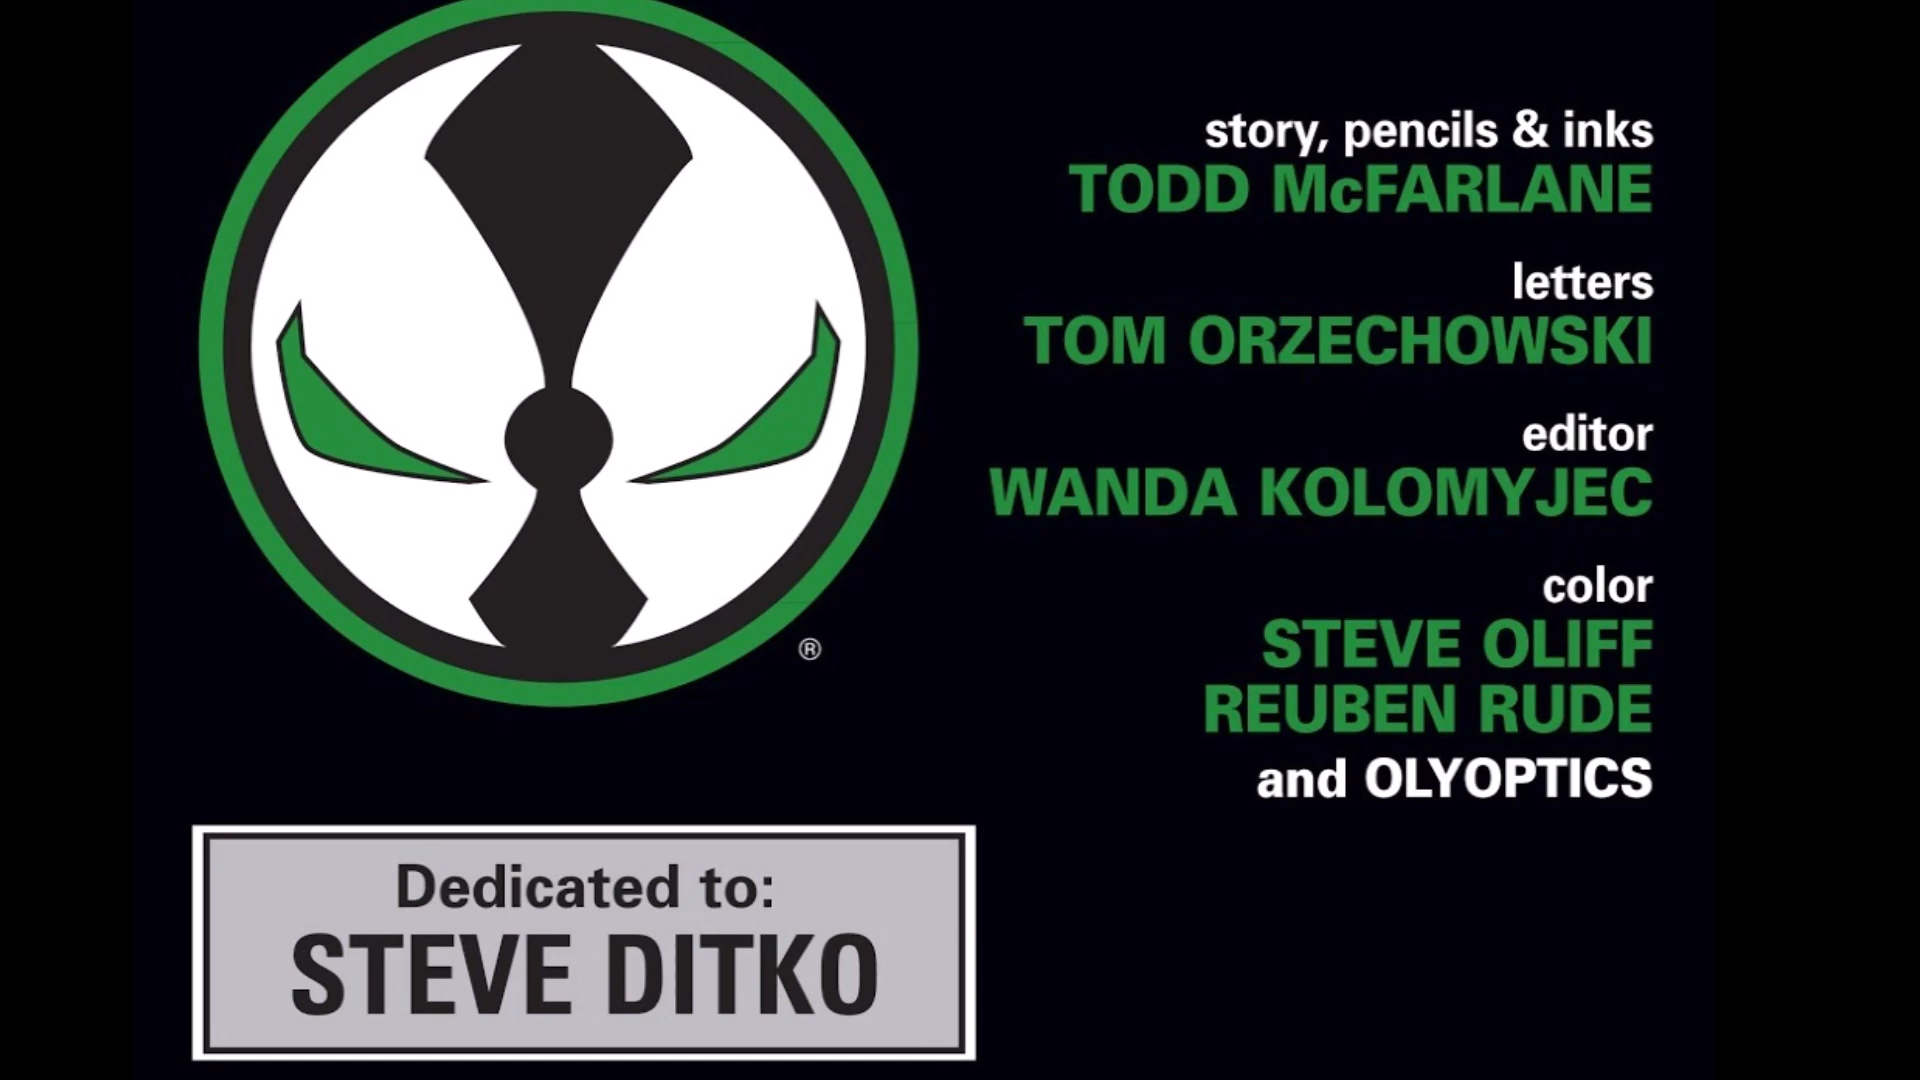 story, pencils & inks
TODD McFARLANE
letters
TOM ORZECHOWSKI
editor
WANDA KOLOMYJEC
color
STEVE OLIFF
REUBEN RUDE
and OLYOPTICS
®
Dedicated to:
STEVE DITKO